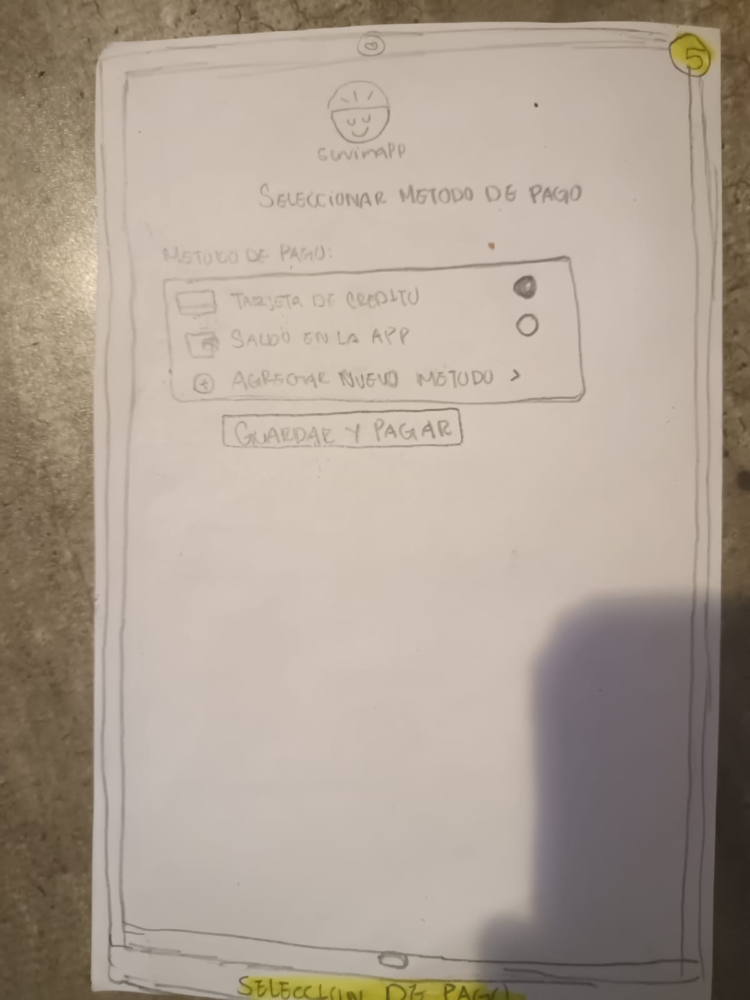 5
ServirAPP
SELECCIONAR METODO DE PAGO
METODO DE PAGO:
TARJETA DE CREDITO
SALDO EN LA APP
AGREGAR NUEVO METODO >
GUARDAR Y PAGAR
SELECCION DE PAGO